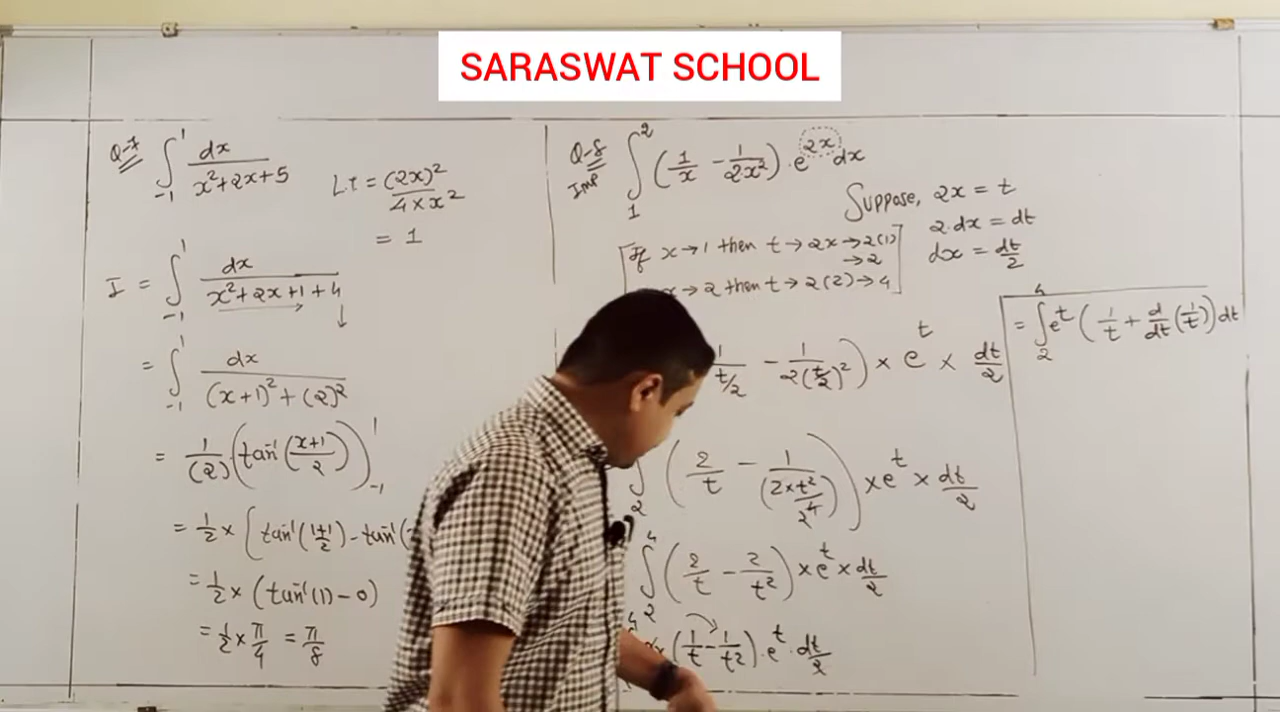 SARASWAT SCHOOL
Q-7 ∫₋₁¹ dx/(x²+2x+5)
L.T = (2x)²/(4×x²)
= 1
I = ∫₋₁¹ dx/(x²+2x+1+4)
= ∫₋₁¹ dx/((x+1)²+(2)²)
= 1/(2) (tan⁻¹((x+1)/2))₋₁¹
= 1/2 × [tan⁻¹((1+1)/2) - tan⁻¹(
= 1/2 × (tan⁻¹(1) - 0)
= 1/2 × π/4 = π/8
Q-8 ∫₁² (1/x - 1/2x²) · e^2x dx
Imp
Suppose, 2x = t
2·dx = dt
dx = dt/2
If x→1 then t→2x→2(1)
→2
x→2 then t→2(2)→4
1/(t/2) - 1/(2(t/2)²)) × e^t × dt/2
∫₂ (2/t - 1/(2×t²/4)) × e^t × dt/2
∫₂⁴ (2/t - 2/t²) × e^t × dt/2
(1/t - 1/t²) · e^t · dt/2
= ∫₂⁴ e^t (1/t + d/dt(1/t)) dt